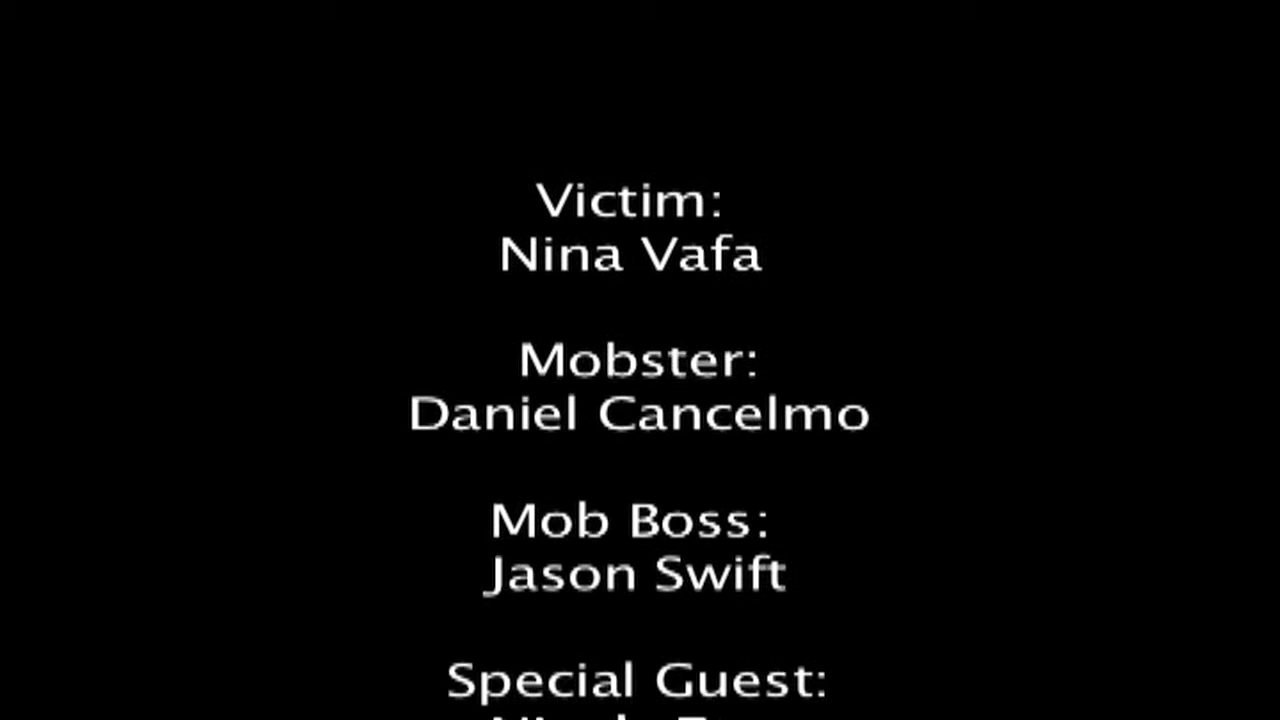 Victim:
Nina Vafa
Mobster:
Daniel Cancelmo
Mob Boss:
Jason Swift
Special Guest: